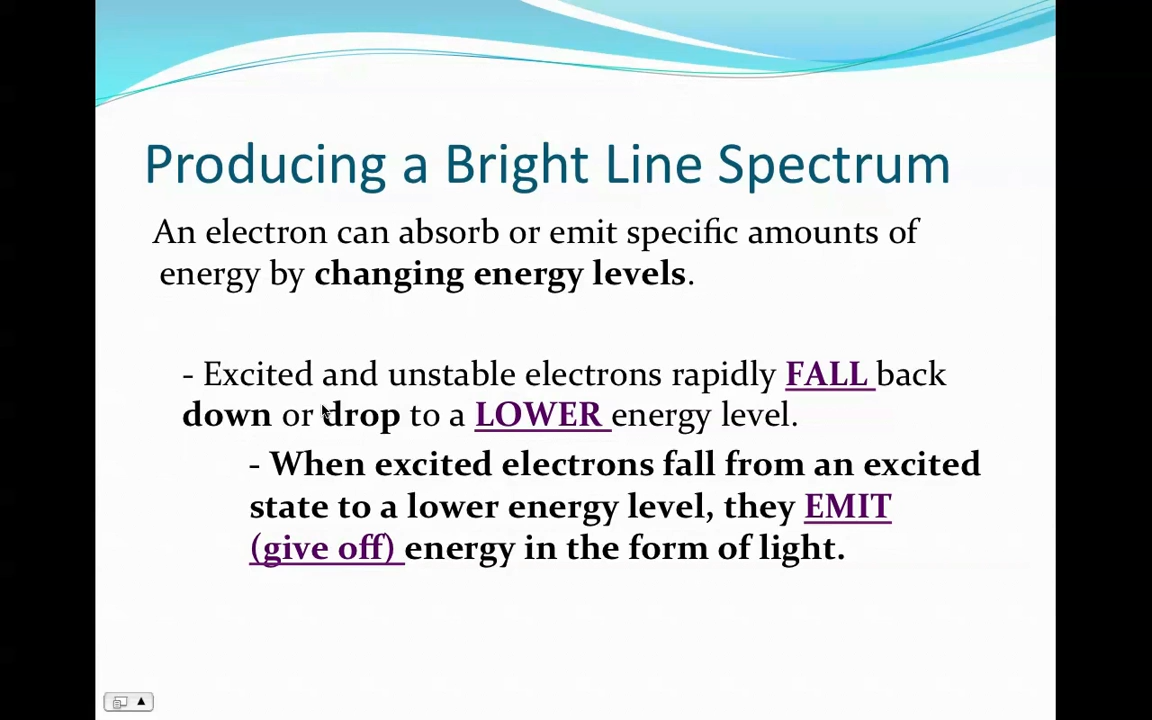 Producing a Bright Line Spectrum
An electron can absorb or emit specific amounts of
energy by changing energy levels.
- Excited and unstable electrons rapidly FALL back
down or drop to a LOWER energy level.
- When excited electrons fall from an excited
state to a lower energy level, they EMIT
(give off) energy in the form of light.